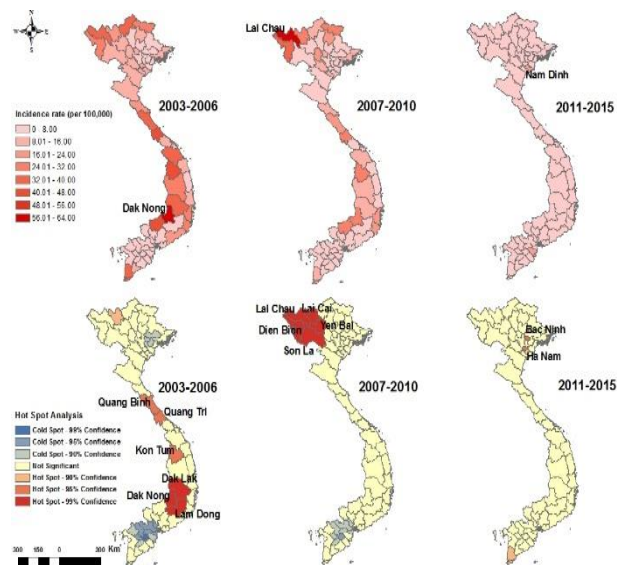 N
W
E
S
Lai Chau
Nam Dinh
2003-2006
2007-2010
2011-2015
Incidence rate (per 100,000)
0 - 8.00
8.01 - 16.00
16.01 - 24.00
24.01 - 32.00
32.01 - 40.00
40.01 - 48.00
48.01 - 56.00
56.01 - 64.00
Dak Nong
Lai Chau
Lai Cai
Dien Bien
Yen Bai
Son La
Bac Ninh
Ha Nam
2003-2006
2007-2010
2011-2015
Quang Binh
Quang Tri
Hot Spot Analysis
Cold Spot - 99% Confidence
Cold Spot - 95% Confidence
Cold Spot - 90% Confidence
Not Significant
Hot Spot - 90% Confidence
Hot Spot - 95% Confidence
Hot Spot - 99% Confidence
Kon Tum
Dak Lak
Dak Nong
Lam Dong
300 150 0 300 Km